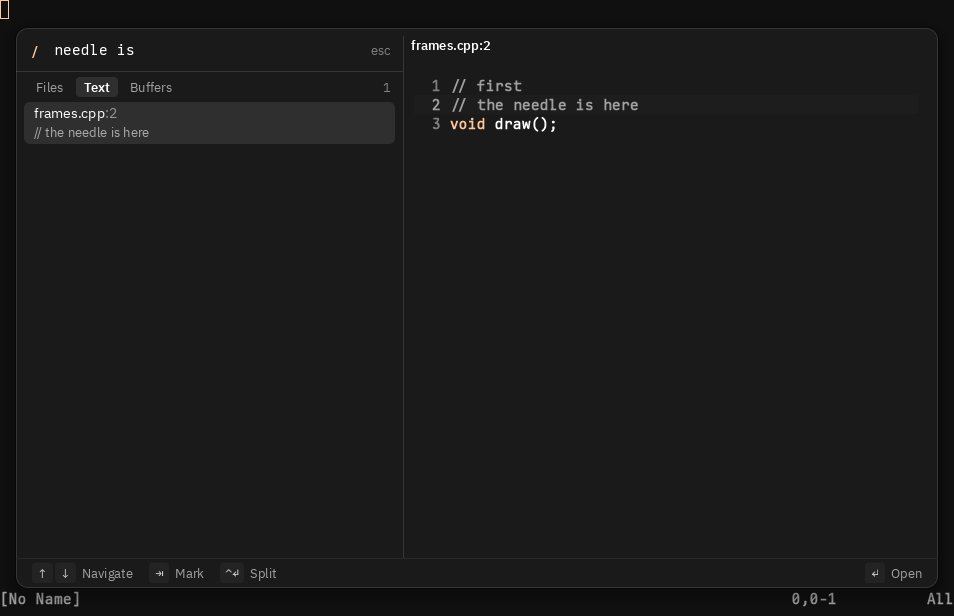 / needle is esc
Files Text Buffers 1
frames.cpp:2
// the needle is here
frames.cpp:2
1 // first
2 // the needle is here
3 void draw();
↑ ↓ Navigate ⇥ Mark ^↵ Split ↵ Open
[No Name] 0,0-1 All